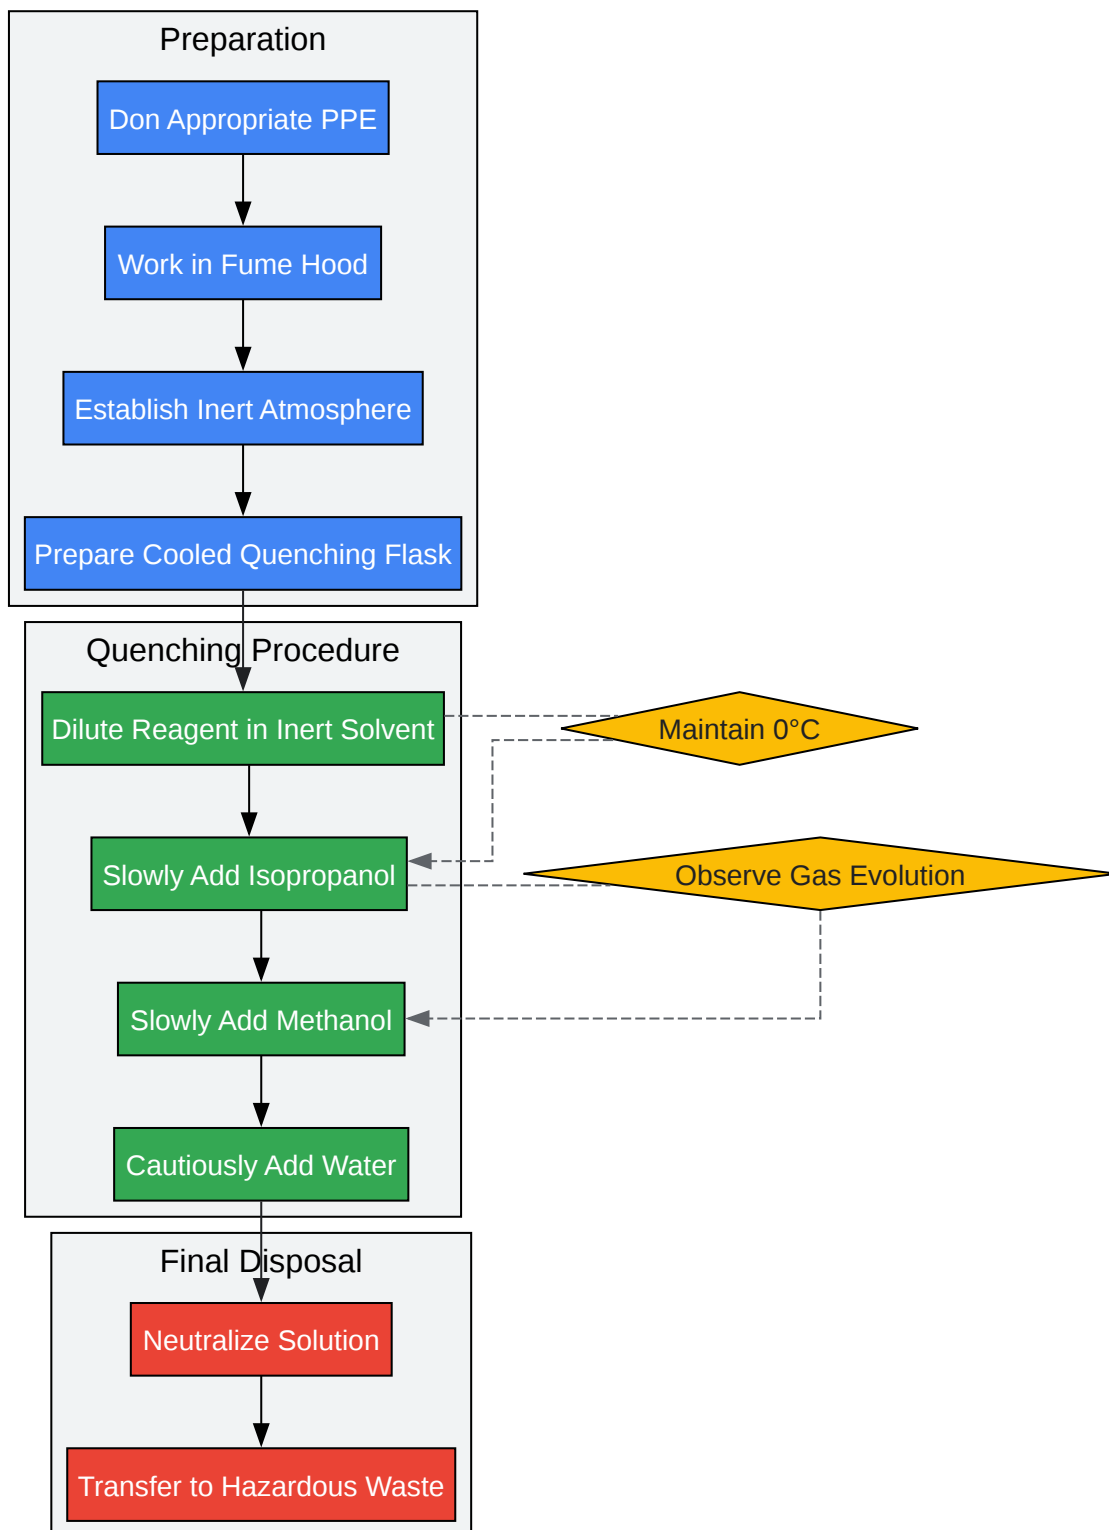 Preparation
Don Appropriate PPE
Work in Fume Hood
Establish Inert Atmosphere
Prepare Cooled Quenching Flask
Quenching Procedure
Dilute Reagent in Inert Solvent
Maintain 0°C
Slowly Add Isopropanol
Observe Gas Evolution
Slowly Add Methanol
Cautiously Add Water
Final Disposal
Neutralize Solution
Transfer to Hazardous Waste